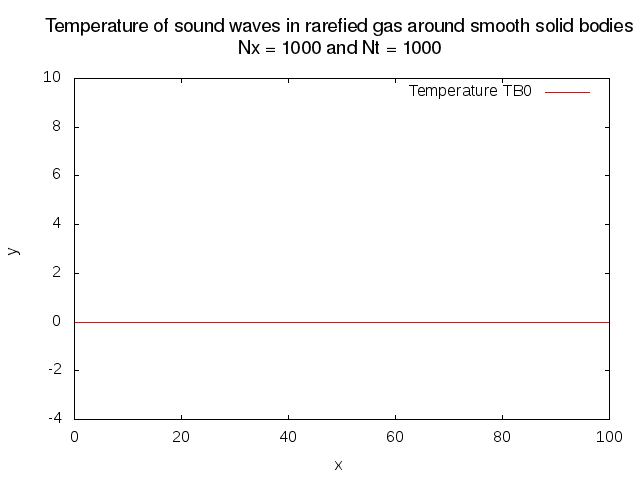 Temperature of sound waves in rarefied gas around smooth solid bodies
Nx = 1000 and Nt = 1000
Temperature TB0
10
8
6
4
2
0
-2
-4
y
0 20 40 60 80 100
x